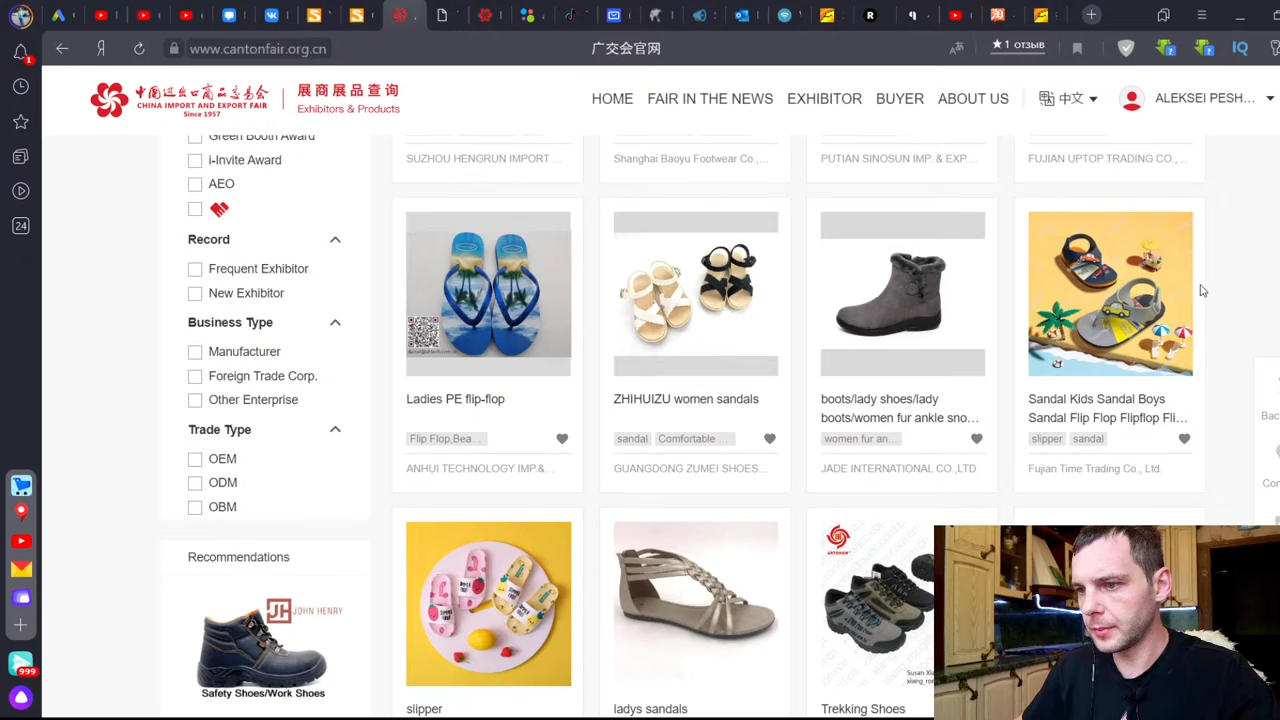 www.cantonfair.org.cn
广交会官网
1 отзыв
IQ
中国进出口商品交易会
CHINA IMPORT AND EXPORT FAIR
Since 1957
展商展品查询
Exhibitors & Products
HOME
FAIR IN THE NEWS
EXHIBITOR
BUYER
ABOUT US
中文
ALEKSEI PESH...
Green Booth Award
i-Invite Award
AEO
Record
Frequent Exhibitor
New Exhibitor
Business Type
Manufacturer
Foreign Trade Corp.
Other Enterprise
Trade Type
OEM
ODM
OBM
Recommendations
JH JOHN HENRY
Safety Shoes/Work Shoes
SUZHOU HENGRUN IMPORT ...
Shanghai Baoyu Footwear Co.,...
PUTIAN SINOSUN IMP. & EXP....
FUJIAN UPTOP TRADING CO.,...
Ladies PE flip-flop
Flip Flop,Bea...
ANHUI TECHNOLOGY IMP.&...
ZHIHUIZU women sandals
sandal
Comfortable ...
GUANGDONG ZUMEI SHOES...
boots/lady shoes/lady
boots/women fur ankle sno...
women fur an...
JADE INTERNATIONAL CO.,LTD
Sandal Kids Sandal Boys
Sandal Flip Flop Flipflop Fli...
slipper
sandal
Fujian Time Trading Co., Ltd.
slipper
ladys sandals
Susan Xia
Trekking Shoes
24
999
1